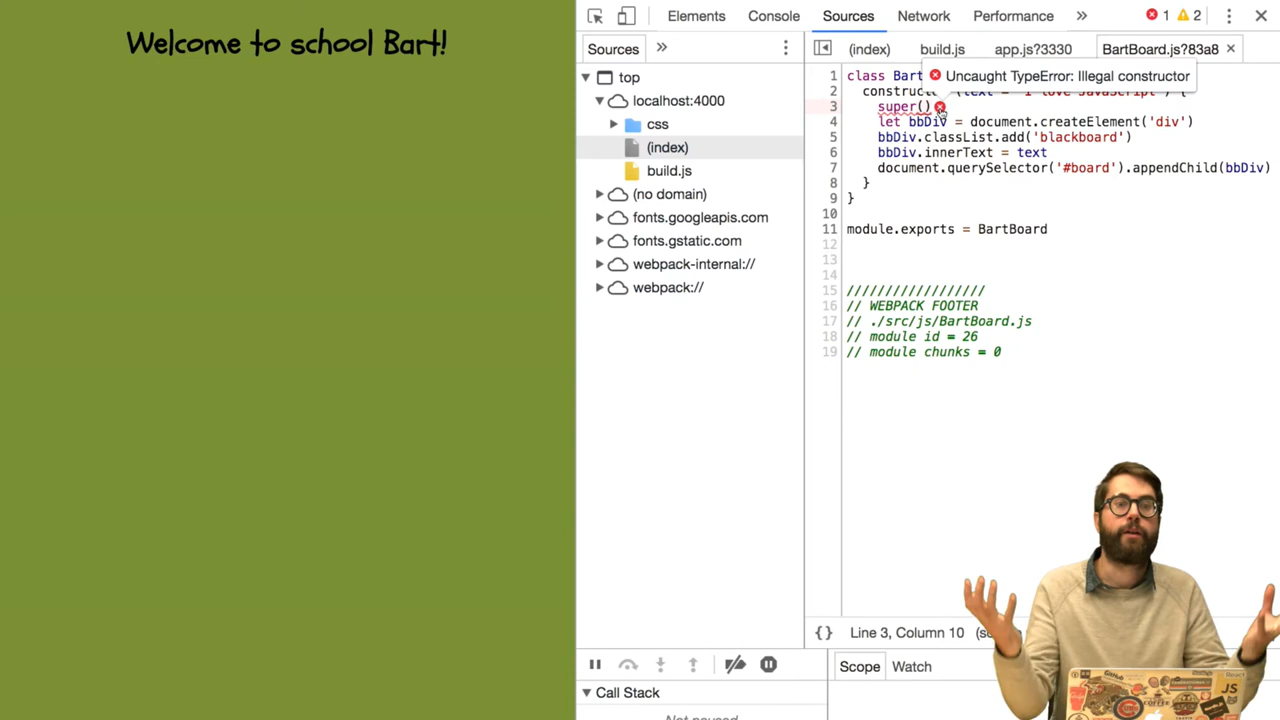 Welcome to school Bart!
Elements Console Sources Network Performance » 1 2
Sources »
(index) build.js app.js?3330 BartBoard.js?83a8
top
localhost:4000
css
(index)
build.js
(no domain)
fonts.googleapis.com
fonts.gstatic.com
webpack-internal://
webpack://
Uncaught TypeError: Illegal constructor
1 class Bart
2
3 super()
4 let bbDiv = document.createElement('div')
5 bbDiv.classList.add('blackboard')
6 bbDiv.innerText = text
7 document.querySelector('#board').appendChild(bbDiv)
8 }
9 }
10
11 module.exports = BartBoard
12
13
14
15 //////////////////
16 // WEBPACK FOOTER
17 // ./src/js/BartBoard.js
18 // module id = 26
19 // module chunks = 0
{} Line 3, Column 10
Scope Watch
Call Stack
Not paused
JS